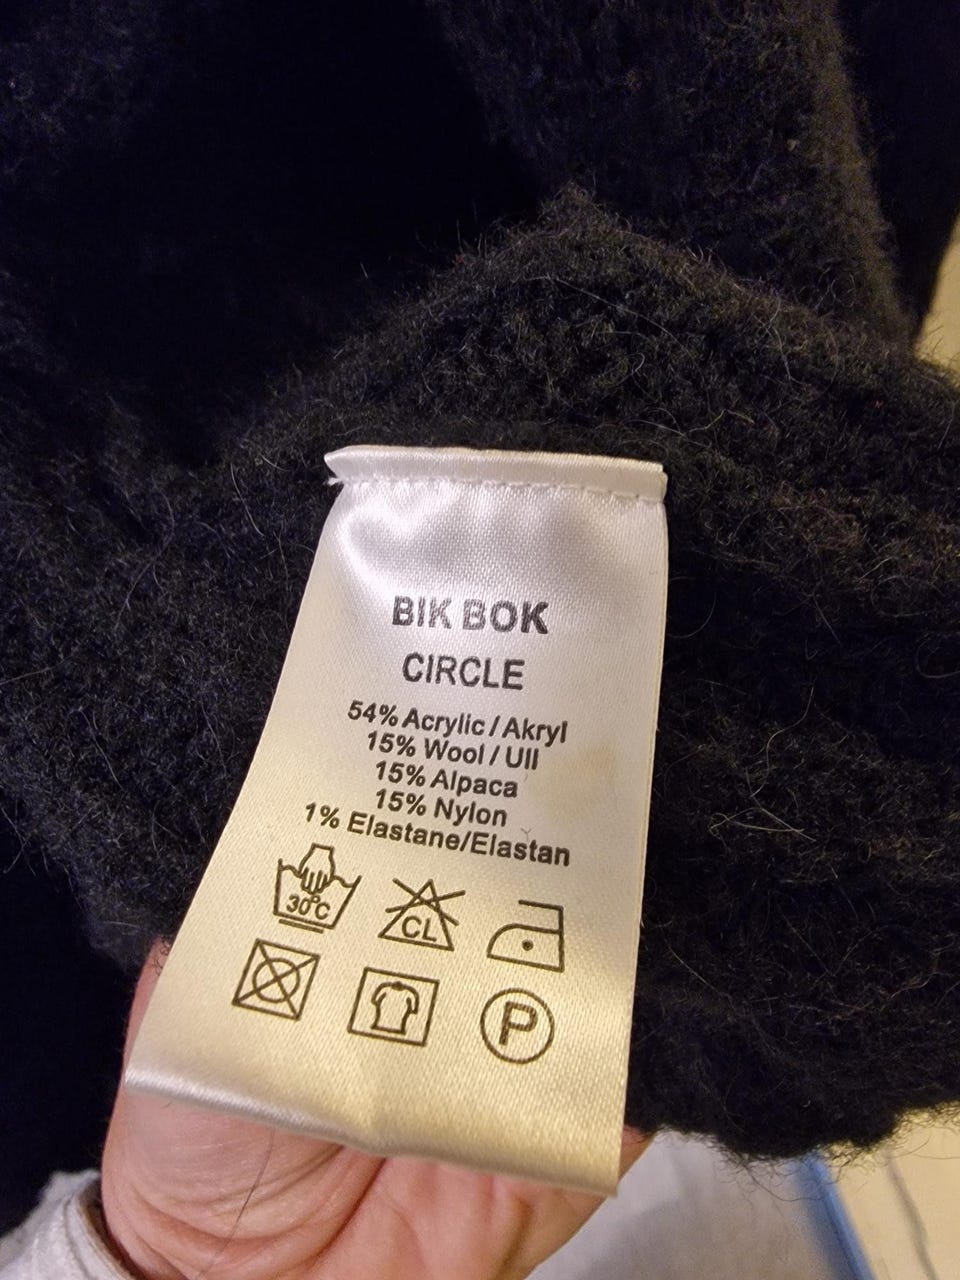 BIK BOK
CIRCLE
54% Acrylic / Akryl
15% Wool / Ull
15% Alpaca
15% Nylon
1% Elastane/Elastan
30°C
CL
P